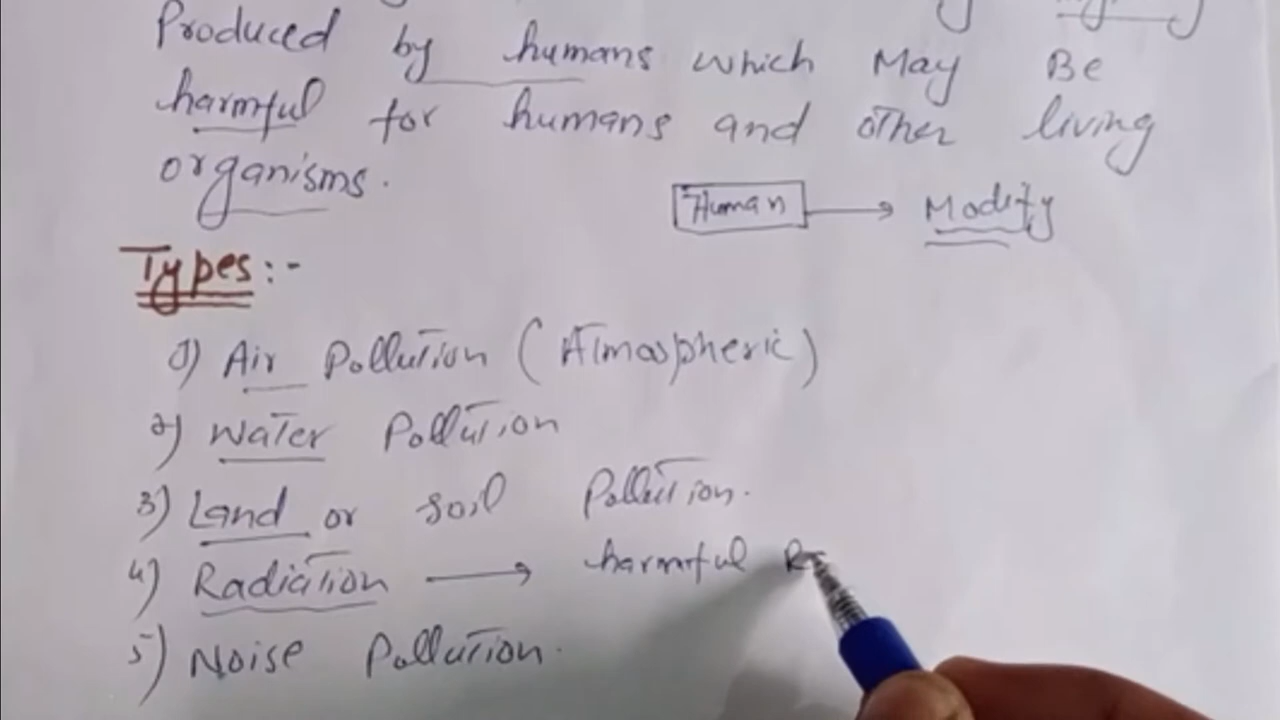 Produced by humans which May Be
harmful for humans and other living
organisms.
Human → Modify
Types:-
1) Air Pollution (Atmospheric)
2) Water Pollution
3) Land or Soil Pollution.
4) Radiation → harmful
5) Noise Pollution.